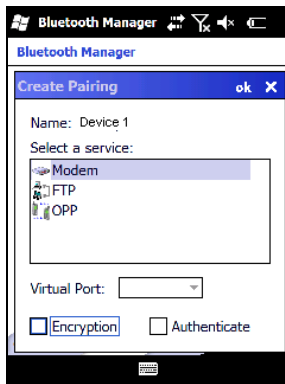 Bluetooth Manager
Bluetooth Manager
Create Pairing ok
Name: Device 1
Select a service:
Modem
FTP
OPP
Virtual Port:
Encryption Authenticate